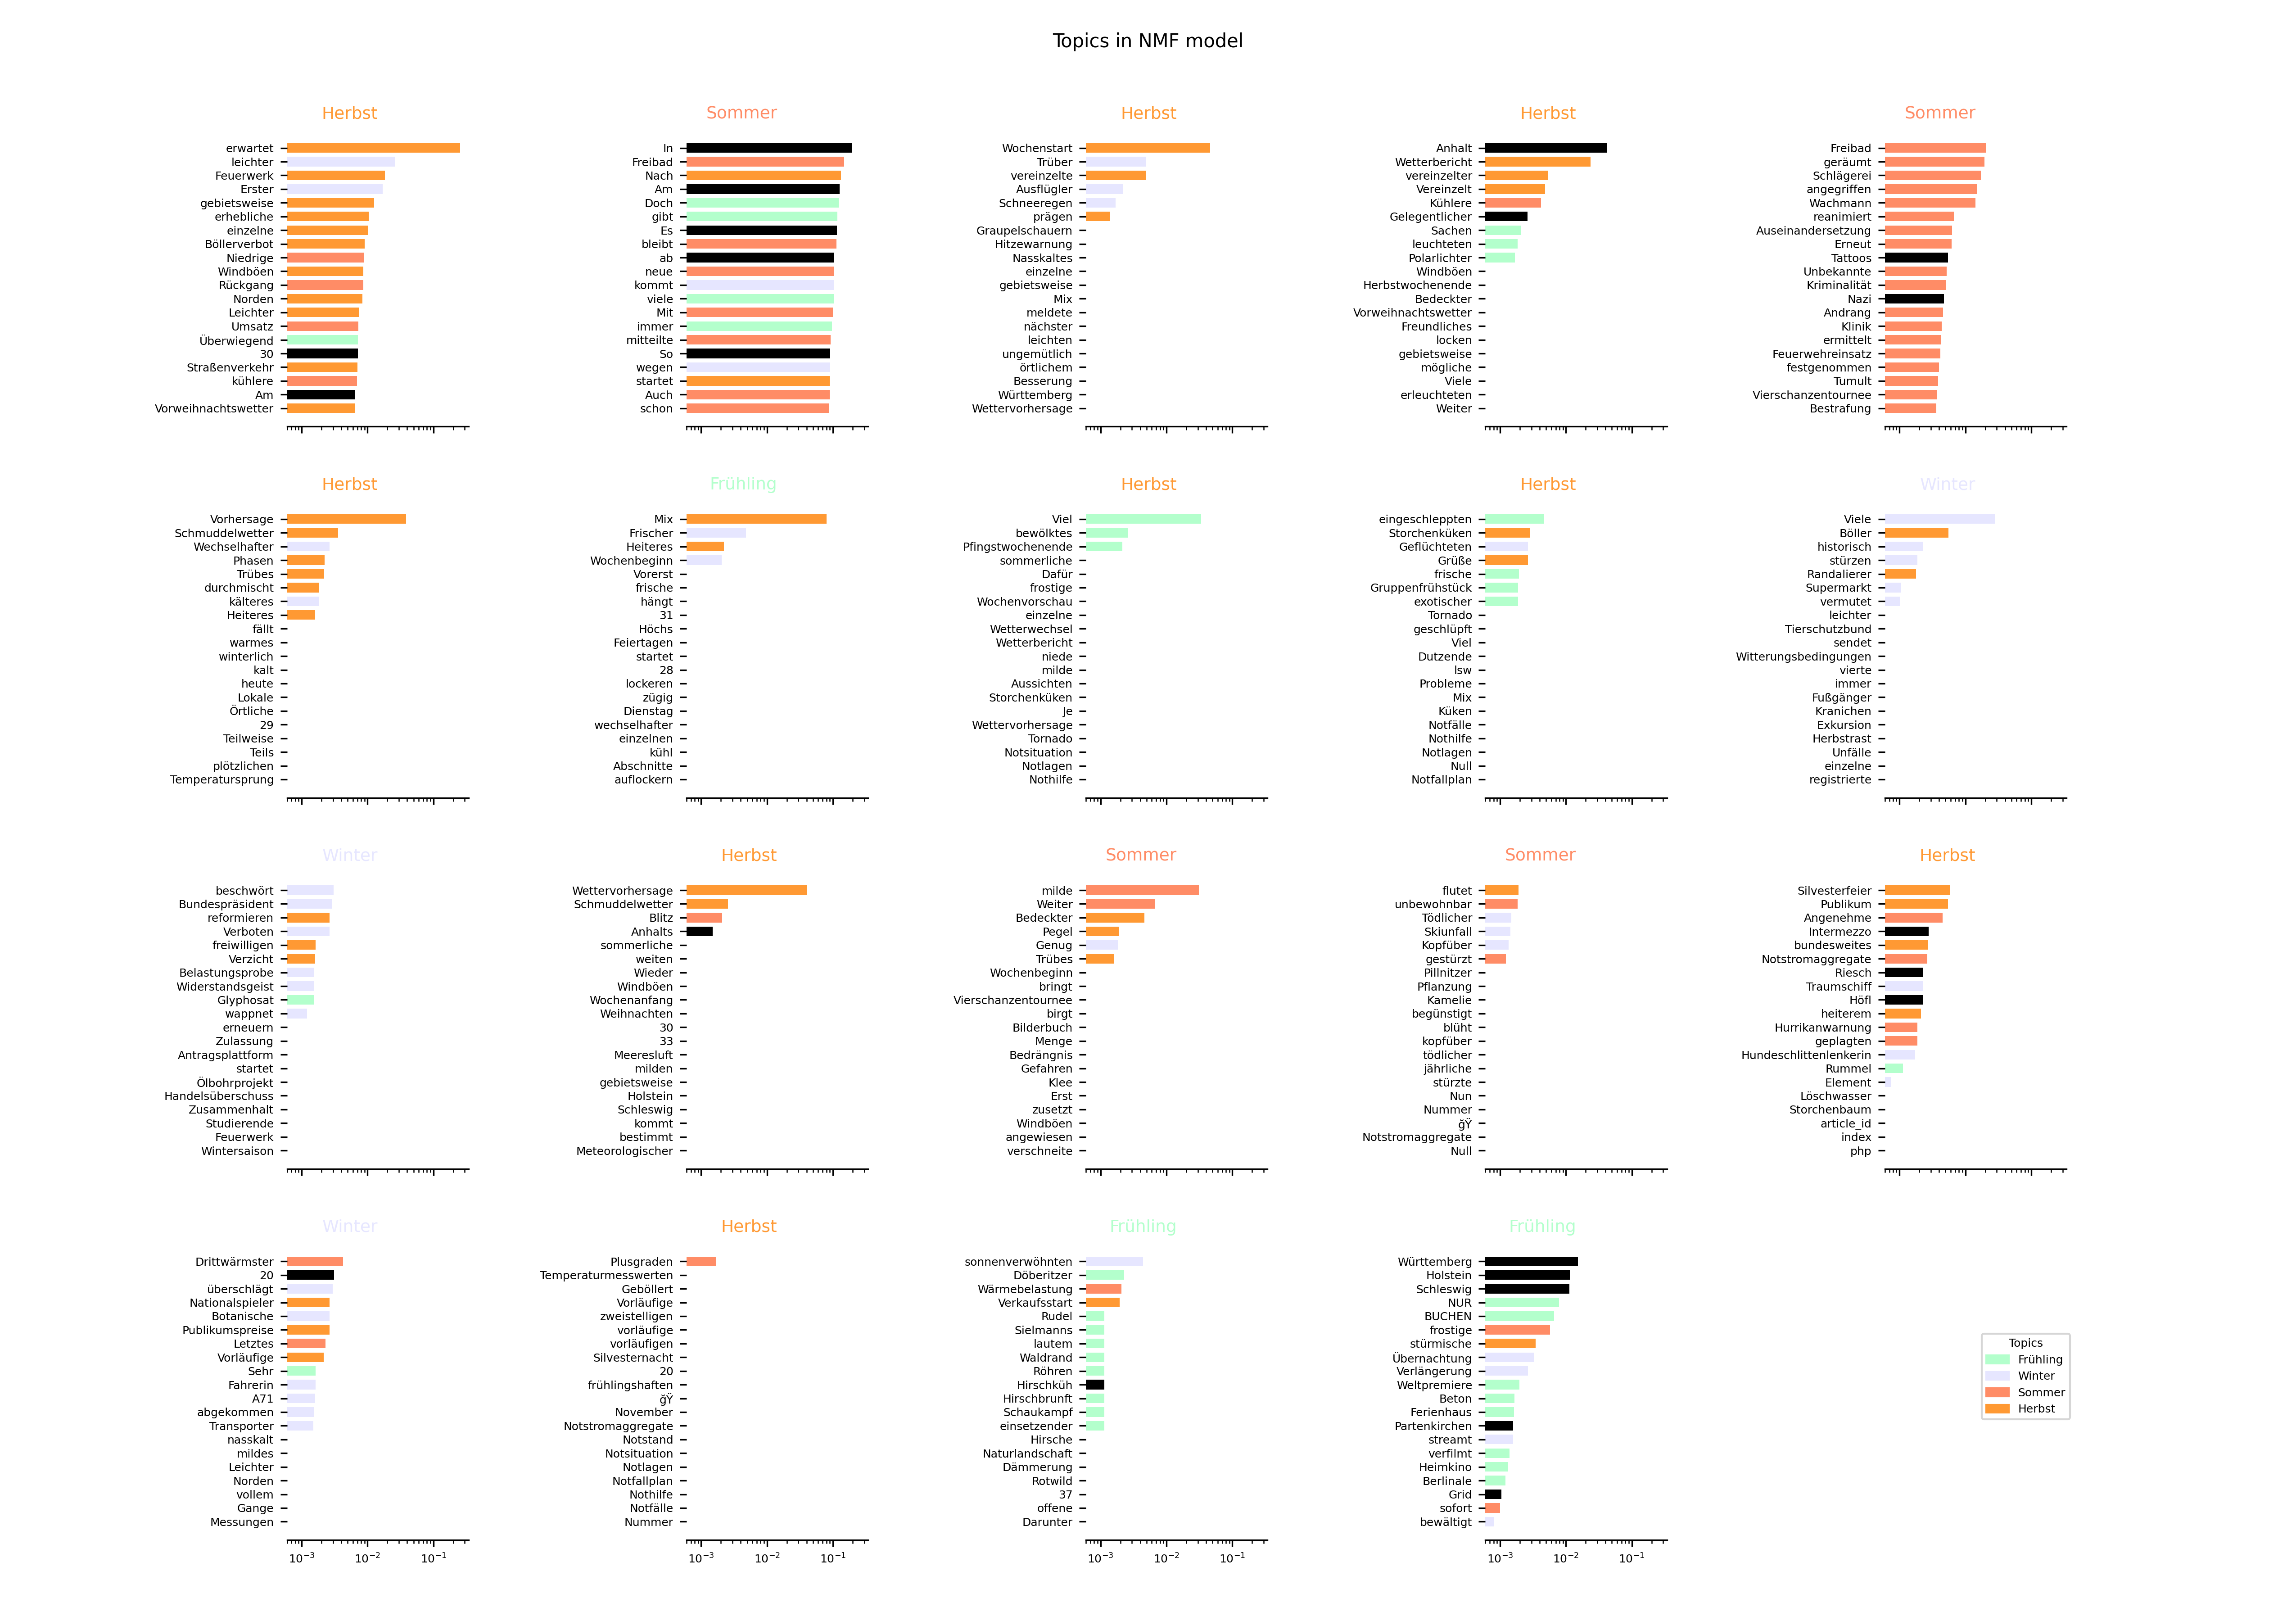 Topics in NMF model
Herbst
erwartet
leichter
Feuerwerk
Erster
gebietsweise
erhebliche
einzelne
Böllerverbot
Niedrige
Windböen
Rückgang
Norden
Leichter
Umsatz
Überwiegend
30
Straßenverkehr
kühlere
Am
Vorweihnachtswetter
Sommer
In
Freibad
Nach
Am
Doch
gibt
Es
bleibt
ab
neue
kommt
viele
Mit
immer
mitteilte
So
wegen
startet
Auch
schon
Herbst
Wochenstart
Trüber
vereinzelte
Ausflügler
Schneeregen
prägen
Graupelschauern
Hitzewarnung
Nasskaltes
einzelne
gebietsweise
Mix
meldete
nächster
leichten
ungemütlich
örtlichem
Besserung
Württemberg
Wettervorhersage
Herbst
Anhalt
Wetterbericht
vereinzelter
Vereinzelt
Kühlere
Gelegentlicher
Sachen
leuchteten
Polarlichter
Windböen
Herbstwochenende
Bedeckter
Vorweihnachtswetter
Freundliches
locken
gebietsweise
mögliche
Viele
erleuchteten
Weiter
Sommer
Freibad
geräumt
Schlägerei
angegriffen
Wachmann
reanimiert
Auseinandersetzung
Erneut
Tattoos
Unbekannte
Kriminalität
Nazi
Andrang
Klinik
ermittelt
Feuerwehreinsatz
festgenommen
Tumult
Vierschanzentournee
Bestrafung
Herbst
Vorhersage
Schmuddelwetter
Wechselhafter
Phasen
Trübes
durchmischt
kälteres
Heiteres
fällt
warmes
winterlich
kalt
heute
Lokale
Örtliche
29
Teilweise
Teils
plötzlichen
Temperatursprung
Frühling
Mix
Frischer
Heiteres
Wochenbeginn
Vorerst
frische
hängt
31
Höchs
Feiertagen
startet
28
lockeren
zügig
Dienstag
wechselhafter
einzelnen
kühl
Abschnitte
auflockern
Herbst
Viel
bewölktes
Pfingstwochenende
sommerliche
Dafür
frostige
Wochenvorschau
einzelne
Wetterwechsel
Wetterbericht
niede
milde
Aussichten
Storchenküken
Je
Wettervorhersage
Tornado
Notsituation
Notlagen
Nothilfe
Herbst
eingeschleppten
Storchenküken
Geflüchteten
Grüße
frische
Gruppenfrühstück
exotischer
Tornado
geschlüpft
Viel
Dutzende
lsw
Probleme
Mix
Küken
Notfälle
Nothilfe
Notlagen
Null
Notfallplan
Winter
Viele
Böller
historisch
stürzen
Randalierer
Supermarkt
vermutet
leichter
Tierschutzbund
sendet
Witterungsbedingungen
vierte
immer
Fußgänger
Kranichen
Exkursion
Herbstrast
Unfälle
einzelne
registrierte
Winter
beschwört
Bundespräsident
reformieren
Verboten
freiwilligen
Verzicht
Belastungsprobe
Widerstandsgeist
Glyphosat
wappnet
erneuern
Zulassung
Antragsplattform
startet
Ölbohrprojekt
Handelsüberschuss
Zusammenhalt
Studierende
Feuerwerk
Wintersaison
Herbst
Wettervorhersage
Schmuddelwetter
Blitz
Anhalts
sommerliche
weiten
Wieder
Windböen
Wochenanfang
Weihnachten
30
33
Meeresluft
milden
gebietsweise
Holstein
Schleswig
kommt
bestimmt
Meteorologischer
Sommer
milde
Weiter
Bedeckter
Pegel
Genug
Trübes
Wochenbeginn
bringt
Vierschanzentournee
birgt
Bilderbuch
Menge
Bedrängnis
Gefahren
Klee
Erst
zusetzt
Windböen
angewiesen
verschneite
Sommer
flutet
unbewohnbar
Tödlicher
Skiunfall
Kopfüber
gestürzt
Pillnitzer
Pflanzung
Kamelie
begünstigt
blüht
kopfüber
tödlicher
jährliche
stürzte
Nun
Nummer
ğŸ
Notstromaggregate
Null
Herbst
Silvesterfeier
Publikum
Angenehme
Intermezzo
bundesweites
Notstromaggregate
Riesch
Traumschiff
Höfl
heiterem
Hurrikanwarnung
geplagten
Hundeschlittenlenkerin
Rummel
Element
Löschwasser
Storchenbaum
article_id
index
php
Winter
Drittwärmster
20
überschlägt
Nationalspieler
Botanische
Publikumspreise
Letztes
Vorläufige
Sehr
Fahrerin
A71
abgekommen
Transporter
nasskalt
mildes
Leichter
Norden
vollem
Gange
Messungen
10⁻³ 10⁻² 10⁻¹
Herbst
Plusgraden
Temperaturmesswerten
Geböllert
Vorläufige
zweistelligen
vorläufige
vorläufigen
Silvesternacht
20
frühlingshaften
ğŸ
November
Notstromaggregate
Notstand
Notsituation
Notlagen
Notfallplan
Nothilfe
Notfälle
Nummer
10⁻³ 10⁻² 10⁻¹
Frühling
sonnenverwöhnten
Döberitzer
Wärmebelastung
Verkaufsstart
Rudel
Sielmanns
lautem
Waldrand
Röhren
Hirschküh
Hirschbrunft
Schaukampf
einsetzender
Hirsche
Naturlandschaft
Dämmerung
Rotwild
37
offene
Darunter
10⁻³ 10⁻² 10⁻¹
Frühling
Württemberg
Holstein
Schleswig
NUR
BUCHEN
frostige
stürmische
Übernachtung
Verlängerung
Weltpremiere
Beton
Ferienhaus
Partenkirchen
streamt
verfilmt
Heimkino
Berlinale
Grid
sofort
bewältigt
10⁻³ 10⁻² 10⁻¹
Topics
Frühling
Winter
Sommer
Herbst